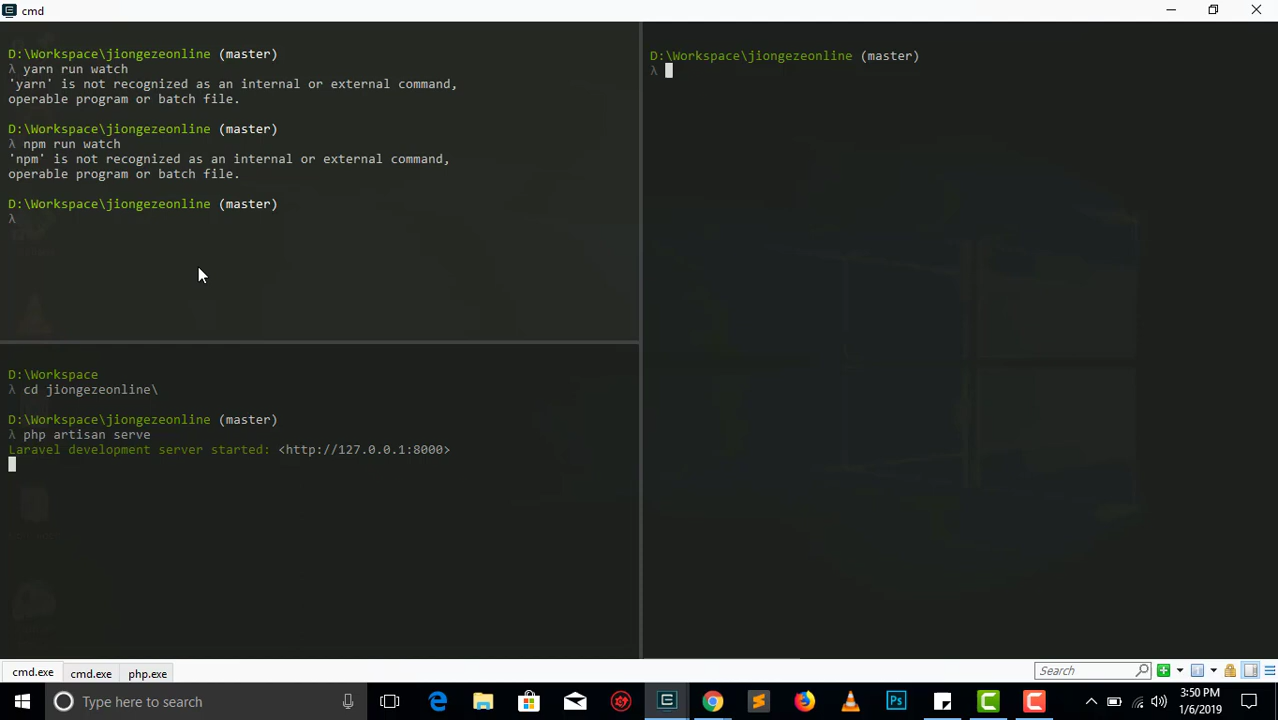 cmd
D:\Workspace\jiongezeonline (master)
λ yarn run watch
'yarn' is not recognized as an internal or external command,
operable program or batch file.
D:\Workspace\jiongezeonline (master)
λ npm run watch
'npm' is not recognized as an internal or external command,
operable program or batch file.
D:\Workspace\jiongezeonline (master)
λ
D:\Workspace
λ cd jiongezeonline\
D:\Workspace\jiongezeonline (master)
λ php artisan serve
Laravel development server started: <http://127.0.0.1:8000>
D:\Workspace\jiongezeonline (master)
λ
cmd.exe
cmd.exe
php.exe
Search
Type here to search
3:50 PM
1/6/2019